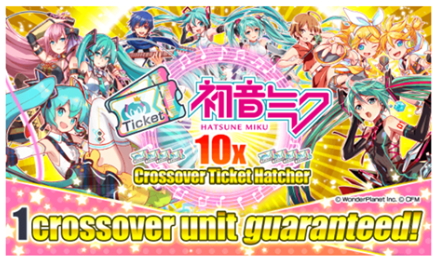 Ticket
初音ミク
HATSUNE MIKU
10x
Crossover Ticket Hatcher
© WonderPlanet Inc. © CFM
1 crossover unit guaranteed!